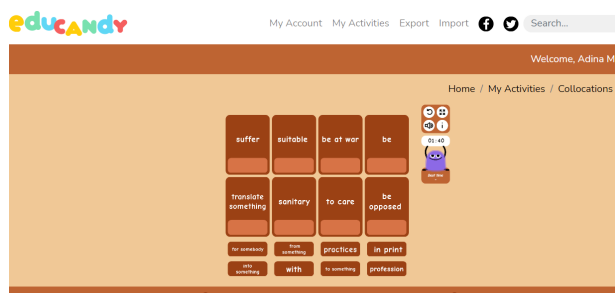 educandy My Account My Activities Export Import Search...
Welcome, Adina M
Home / My Activities / Collocations
suffer suitable be at war be
01:40
translate something sanitary to care be opposed
for somebody from something practices in print
into something with to something profession